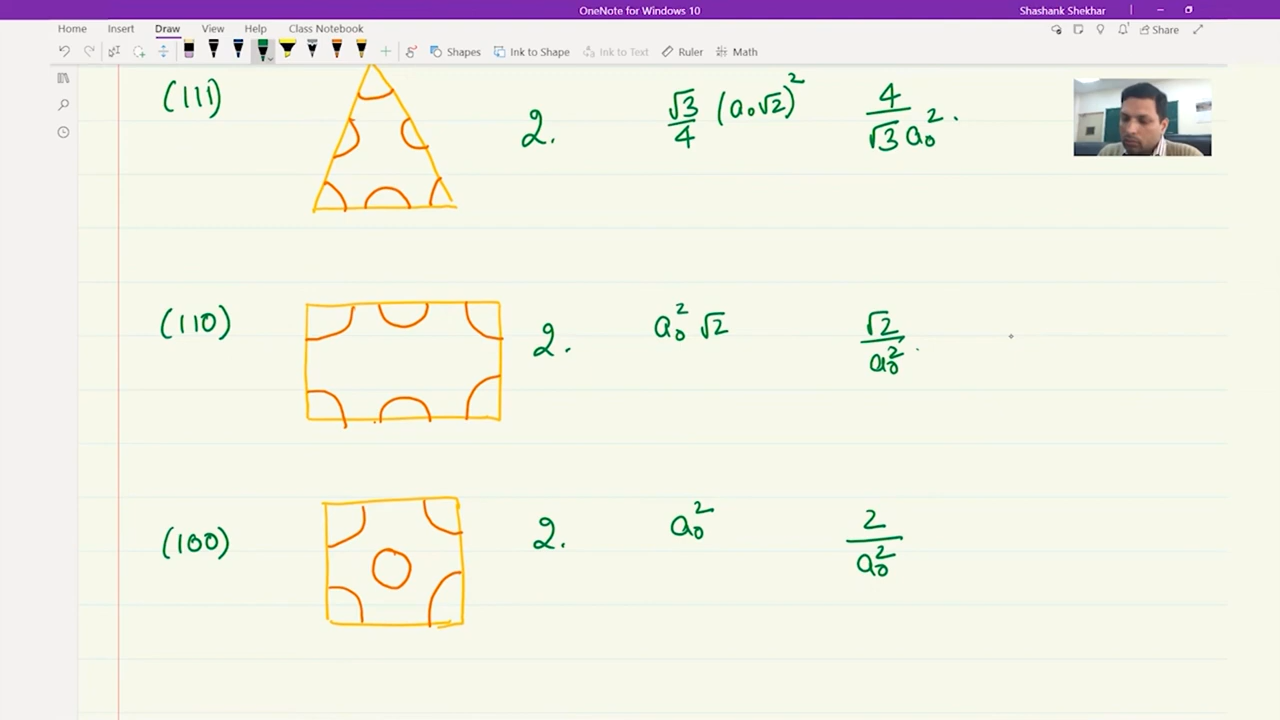 OneNote for Windows 10
Shashank Shekhar
Home Insert Draw View Help Class Notebook
Shapes Ink to Shape Ink to Text Ruler Math Share
(111) 2. √3/4 (a₀√2)² 4/√3a₀².
(110) 2. a₀²√2 √2/a₀².
(100) 2. a₀² 2/a₀²